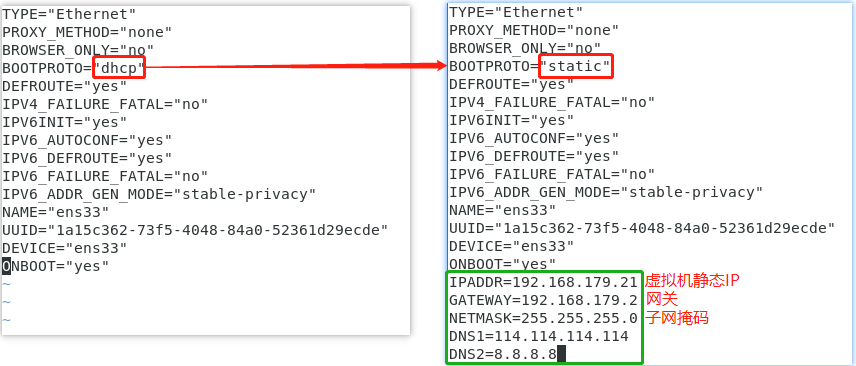 TYPE="Ethernet"
PROXY_METHOD="none"
BROWSER_ONLY="no"
BOOTPROTO="dhcp"
DEFROUTE="yes"
IPV4_FAILURE_FATAL="no"
IPV6INIT="yes"
IPV6_AUTOCONF="yes"
IPV6_DEFROUTE="yes"
IPV6_FAILURE_FATAL="no"
IPV6_ADDR_GEN_MODE="stable-privacy"
NAME="ens33"
UUID="1a15c362-73f5-4048-84a0-52361d29ecde"
DEVICE="ens33"
ONBOOT="yes"
~
~
~
TYPE="Ethernet"
PROXY_METHOD="none"
BROWSER_ONLY="no"
BOOTPROTO="static"
DEFROUTE="yes"
IPV4_FAILURE_FATAL="no"
IPV6INIT="yes"
IPV6_AUTOCONF="yes"
IPV6_DEFROUTE="yes"
IPV6_FAILURE_FATAL="no"
IPV6_ADDR_GEN_MODE="stable-privacy"
NAME="ens33"
UUID="1a15c362-73f5-4048-84a0-52361d29ecde"
DEVICE="ens33"
ONBOOT="yes"
IPADDR=192.168.179.21 虚拟机静态IP
GATEWAY=192.168.179.2 网关
NETMASK=255.255.255.0 子网掩码
DNS1=114.114.114.114
DNS2=8.8.8.8